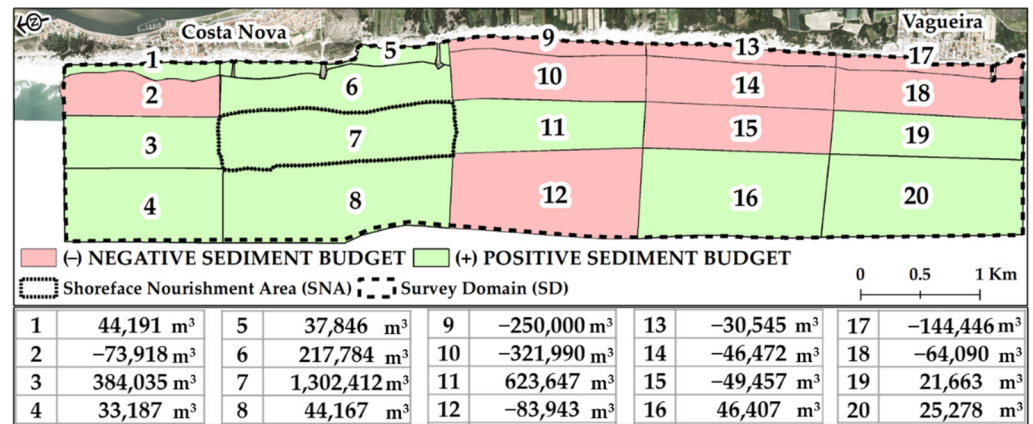 N
Costa Nova
Vagueira
1
5
9
13
17
2
6
10
14
18
3
7
11
15
19
4
8
12
16
20
(−) NEGATIVE SEDIMENT BUDGET (+) POSITIVE SEDIMENT BUDGET
Shoreface Nourishment Area (SNA) Survey Domain (SD)
0 0.5 1 Km
1 44,191 m³ 5 37,846 m³ 9 −250,000 m³ 13 −30,545 m³ 17 −144,446 m³
2 −73,918 m³ 6 217,784 m³ 10 −321,990 m³ 14 −46,472 m³ 18 −64,090 m³
3 384,035 m³ 7 1,302,412 m³ 11 623,647 m³ 15 −49,457 m³ 19 21,663 m³
4 33,187 m³ 8 44,167 m³ 12 −83,943 m³ 16 46,407 m³ 20 25,278 m³